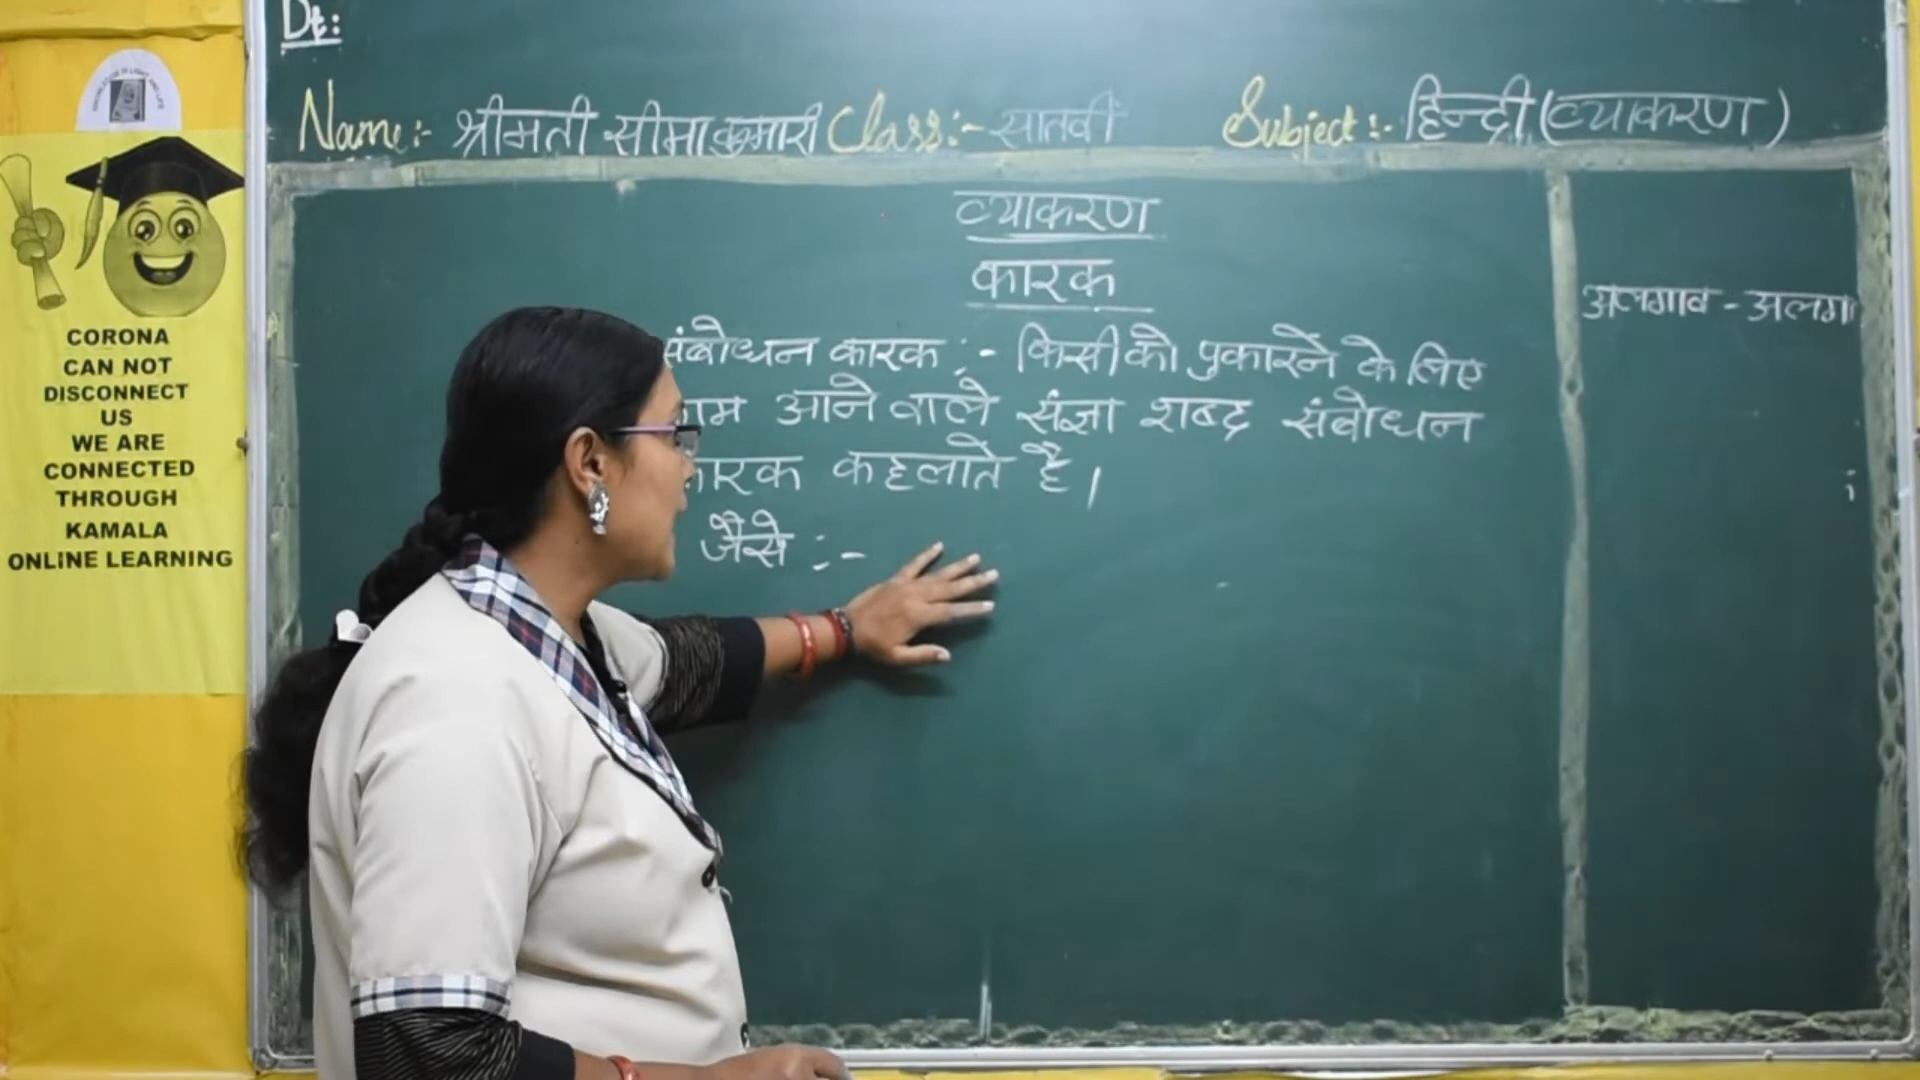 Dt:
Name:- श्रीमती सीमा कुमारी Class:- सातवीं Subject:- हिन्दी (व्याकरण)
व्याकरण
कारक
संबोधन कारक :- किसी को पुकारने के लिए
आने वाले संज्ञा शब्द संबोधन
कहलाते है।
जैसे :-
अलगाव - अलग
CORONA
CAN NOT
DISCONNECT
US
WE ARE
CONNECTED
THROUGH
KAMALA
ONLINE LEARNING